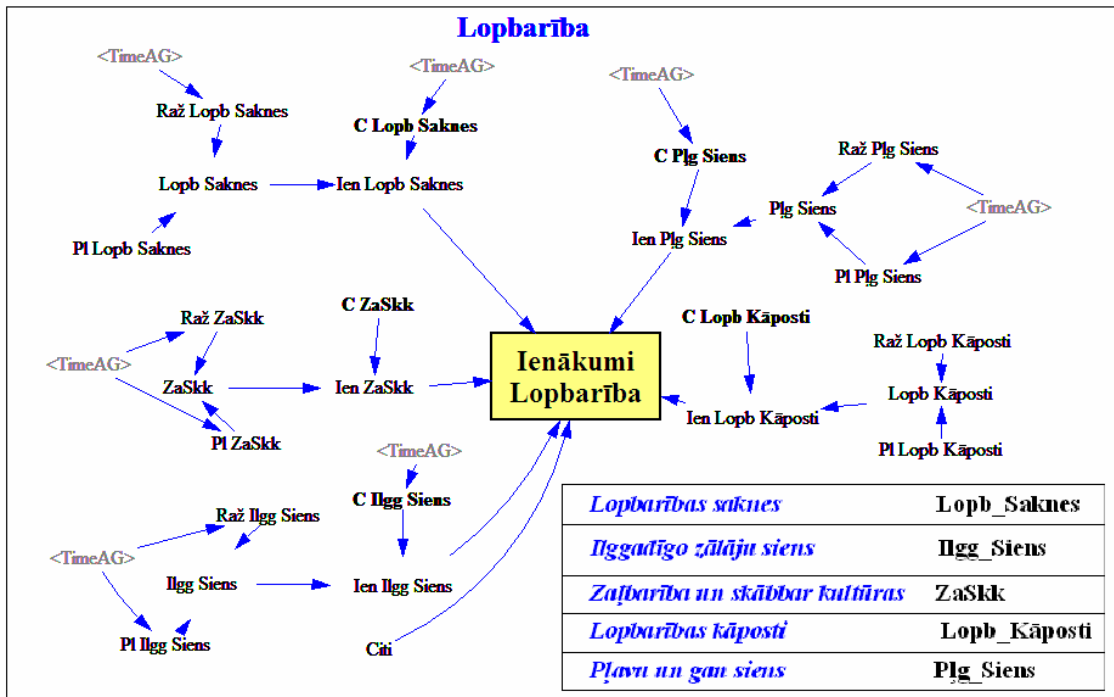 Lopbarība
<TimeAG>
<TimeAG>
<TimeAG>
Raž Lopb Saknes
C Lopb Saknes
C Pļg Siens
Raž Pļg Siens
Lopb Saknes
Ien Lopb Saknes
Pļg Siens
<TimeAG>
Pl Lopb Saknes
Ien Pļg Siens
Pl Pļg Siens
Raž ZaSkk
C ZaSkk
C Lopb Kāposti
<TimeAG>
Ienākumi
Lopbarība
Raž Lopb Kāposti
ZaSkk
Ien ZaSkk
Lopb Kāposti
Ien Lopb Kāposti
Pl ZaSkk
Pl Lopb Kāposti
<TimeAG>
C Ilgg Siens
Raž Ilgg Siens
<TimeAG>
Ilgg Siens
Ien Ilgg Siens
Pl Ilgg Siens
Citi
Lopbarības saknes Lopb_Saknes
Ilggadīgo zālāju siens Ilgg_Siens
Zaļbarība un skābbar kultūras ZaSkk
Lopbarības kāposti Lopb_Kāposti
Pļavu un gan siens Pļg_Siens